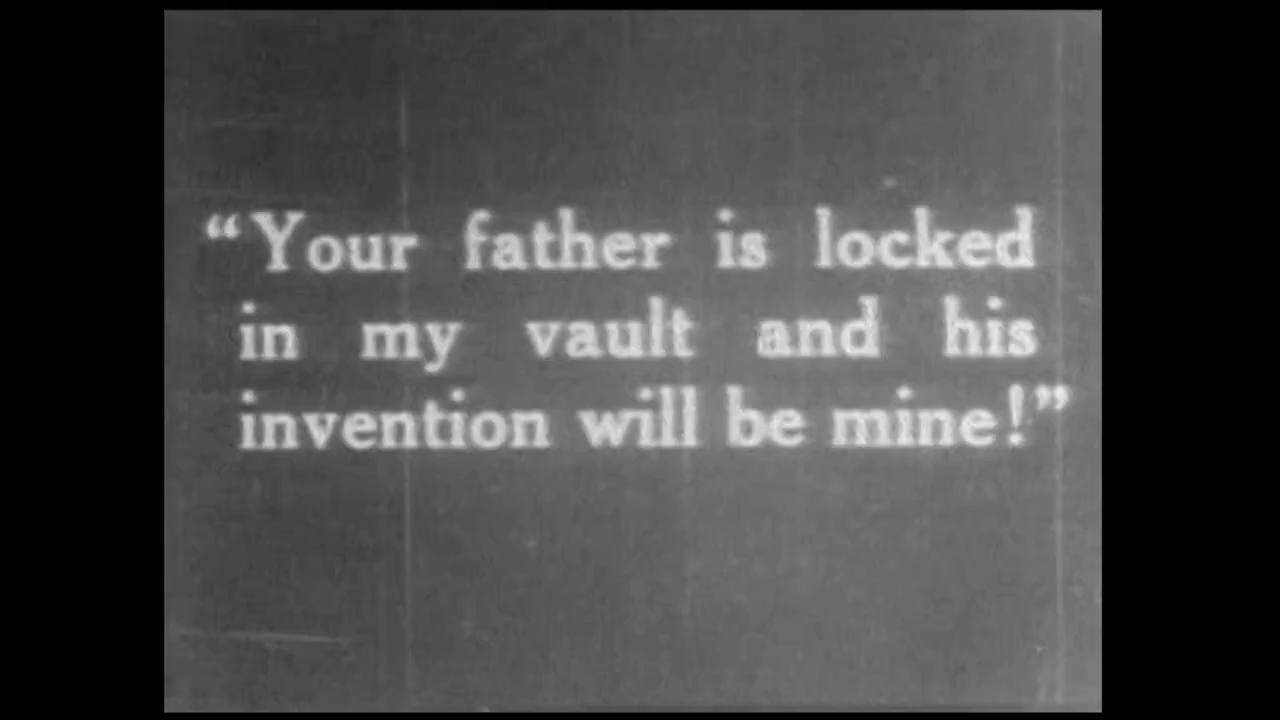 “Your father is locked
in my vault and his
invention will be mine!”